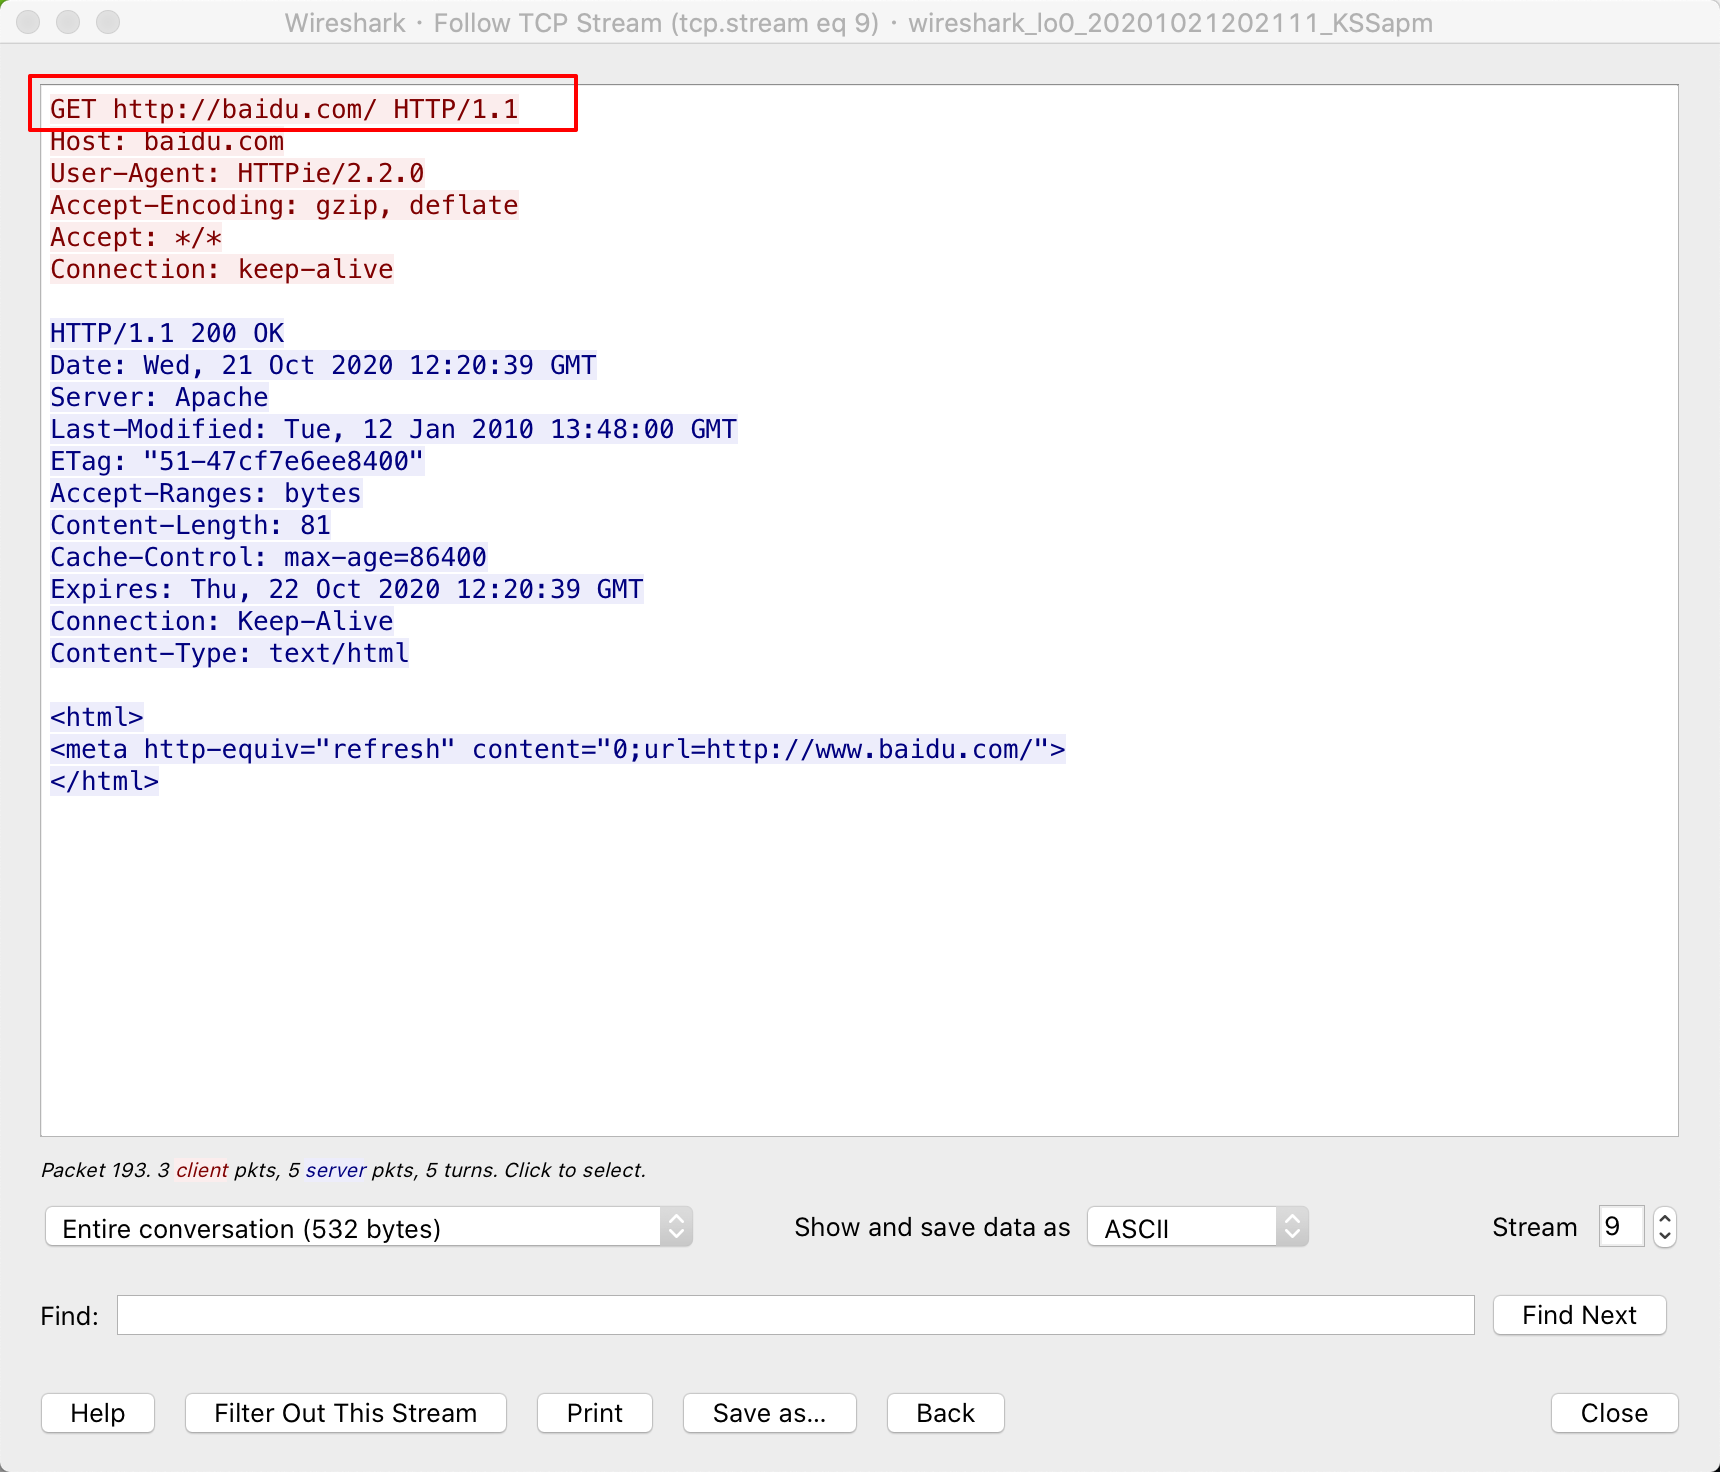 Wireshark · Follow TCP Stream (tcp.stream eq 9) · wireshark_lo0_20201021202111_KSSapm
GET http://baidu.com/ HTTP/1.1
Host: baidu.com
User-Agent: HTTPie/2.2.0
Accept-Encoding: gzip, deflate
Accept: */*
Connection: keep-alive
HTTP/1.1 200 OK
Date: Wed, 21 Oct 2020 12:20:39 GMT
Server: Apache
Last-Modified: Tue, 12 Jan 2010 13:48:00 GMT
ETag: "51-47cf7e6ee8400"
Accept-Ranges: bytes
Content-Length: 81
Cache-Control: max-age=86400
Expires: Thu, 22 Oct 2020 12:20:39 GMT
Connection: Keep-Alive
Content-Type: text/html
<html>
<meta http-equiv="refresh" content="0;url=http://www.baidu.com/">
</html>
Packet 193. 3 client pkts, 5 server pkts, 5 turns. Click to select.
Entire conversation (532 bytes) Show and save data as ASCII Stream 9
Find: Find Next
Help Filter Out This Stream Print Save as... Back Close